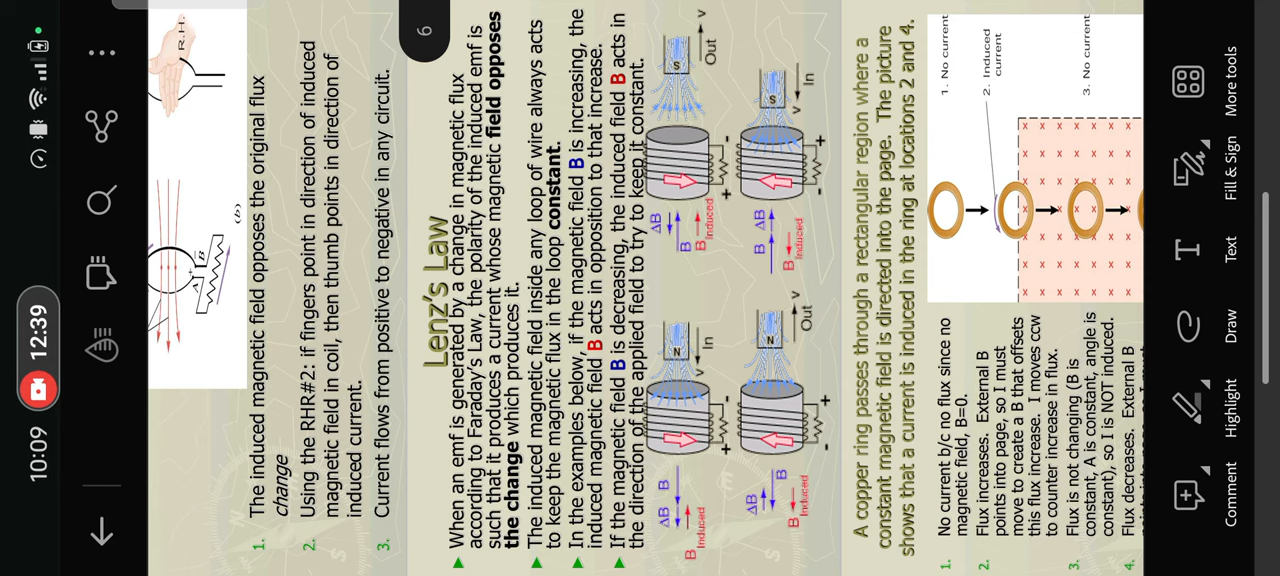 10:09
12:39
R.H.
(b)
A
B
1. The induced magnetic field opposes the original flux
change
2. Using the RHR#2: if fingers point in direction of induced
magnetic field in coil, then thumb points in direction of
induced current.
3. Current flows from positive to negative in any circuit.
6
Lenz's Law
When an emf is generated by a change in magnetic flux
according to Faraday's Law, the polarity of the induced emf is
such that it produces a current whose magnetic field opposes
the change which produces it.
The induced magnetic field inside any loop of wire always acts
to keep the magnetic flux in the loop constant.
In the examples below, if the magnetic field B is increasing, the
induced magnetic field B acts in opposition to that increase.
If the magnetic field B is decreasing, the induced field B acts in
the direction of the applied field to try to keep it constant.
ΔB B
B Induced
N
v
In
+ -
ΔB
B
B Induced
S
v
Out
+ -
ΔB
B
B Induced
N
v
Out
- +
B ΔB
B Induced
S
v
In
- +
A copper ring passes through a rectangular region where a
constant magnetic field is directed into the page. The picture
shows that a current is induced in the ring at locations 2 and 4.
1. No current b/c no flux since no
magnetic field, B=0.
2. Flux increases. External B
points into page, so I must
move to create a B that offsets
this flux increase. I moves ccw
to counter increase in flux.
3. Flux is not changing (B is
constant, A is constant, angle is
constant), so I is NOT induced.
4. Flux decreases. External B
1. No current
2. Induced
current
3. No current
Comment
Highlight
Draw
Text
Fill & Sign
More tools